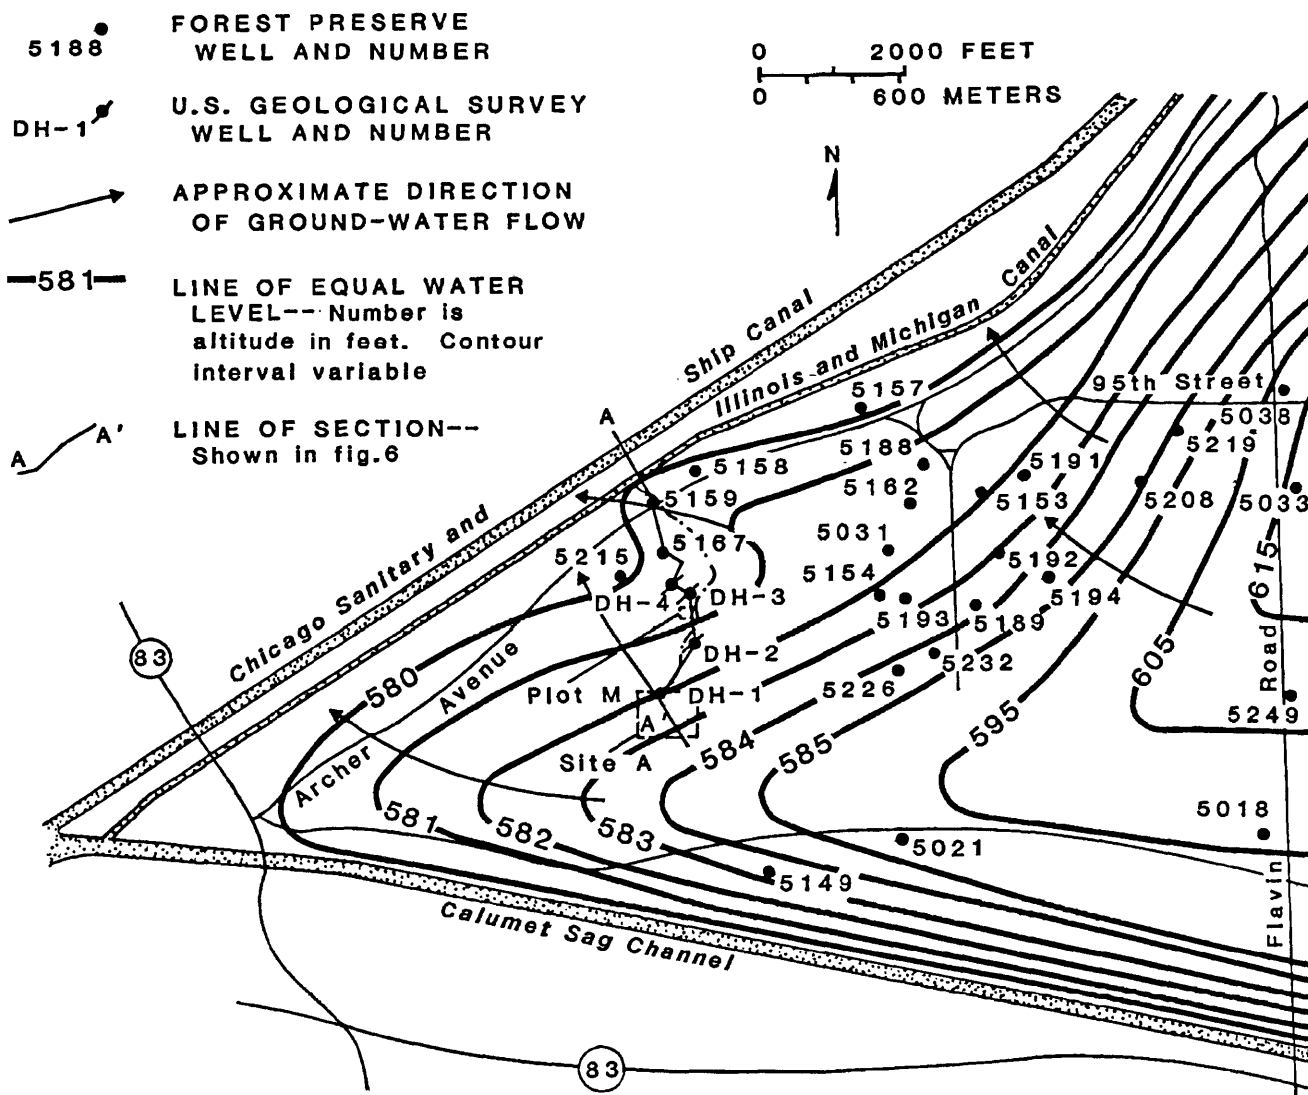 5188
FOREST PRESERVE
WELL AND NUMBER
DH-1
U.S. GEOLOGICAL SURVEY
WELL AND NUMBER
APPROXIMATE DIRECTION
OF GROUND-WATER FLOW
581
LINE OF EQUAL WATER
LEVEL-- Number is
altitude in feet. Contour
interval variable
A A'
LINE OF SECTION--
Shown in fig.6
0 2000 FEET
0 600 METERS
N
Chicago Sanitary and Ship Canal
Illinois and Michigan Canal
95th Street
5157
5038
A
5188
5219
5158
5191
5159
5162
5153
5208
5033
5167
5031
5215
5192
615
5154
DH-4
DH-3
5194
5193
5189
83
DH-2
5232
605
Road
580
Avenue
Plot M
DH-1
5226
5249
A'
584
595
Site A
585
Archer
581
582
583
5018
5021
5149
Flavin
Calumet Sag Channel
83